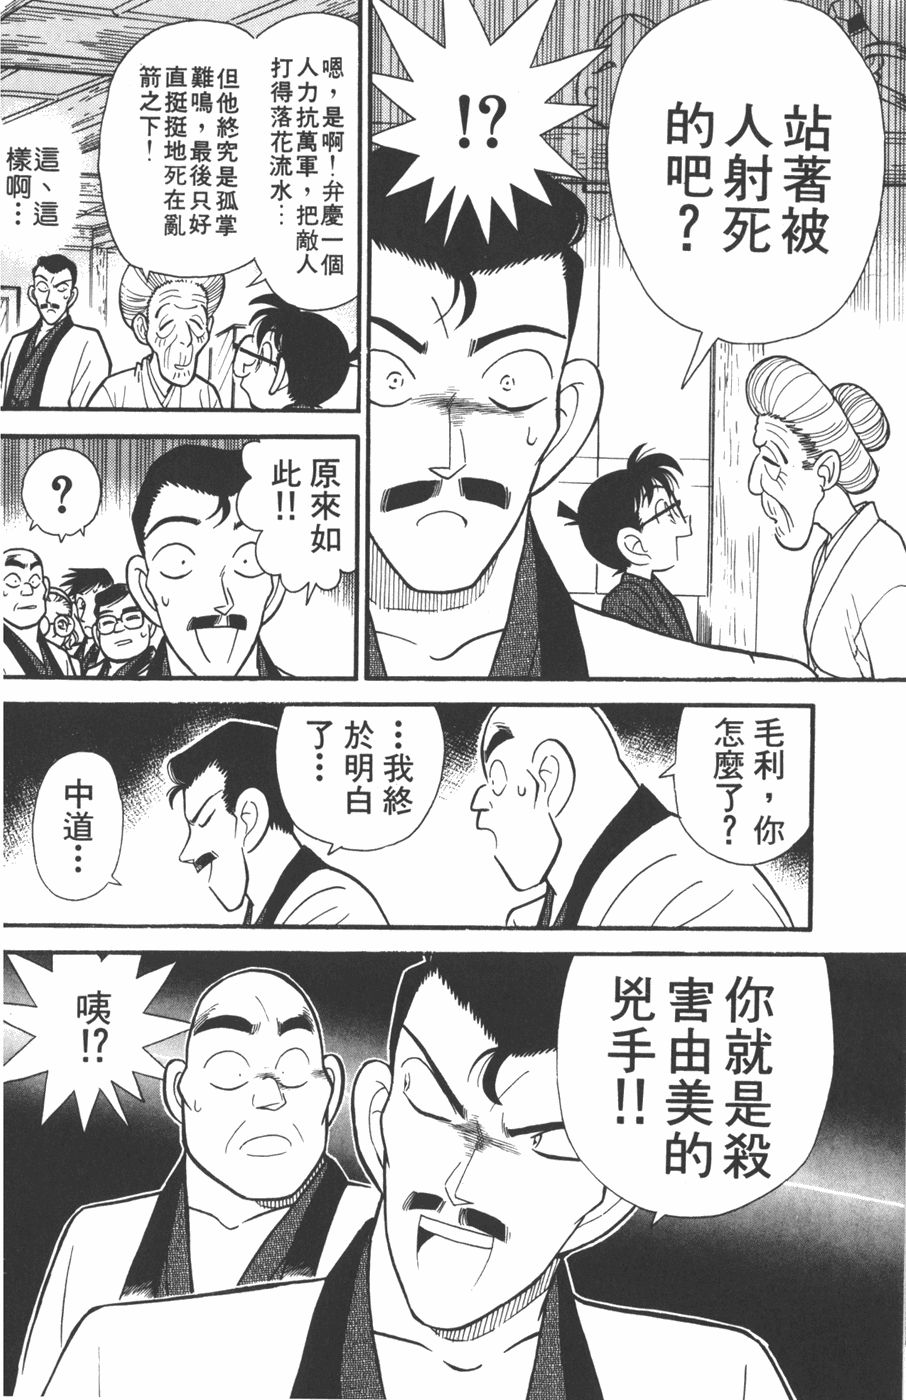 站著被
人射死
的吧?
!?
嗯,是啊!弁慶一個
人力抗萬軍,把敵人
打得落花流水…
但他終究是孤掌
難鳴,最後只好
直挺挺地死在亂
箭之下!
這、這
樣啊…
原來如
此!!
?
毛利,你
怎麼了?
…我終
於明白
了…
中道…
你就是殺
害由美的
兇手!!
咦!?